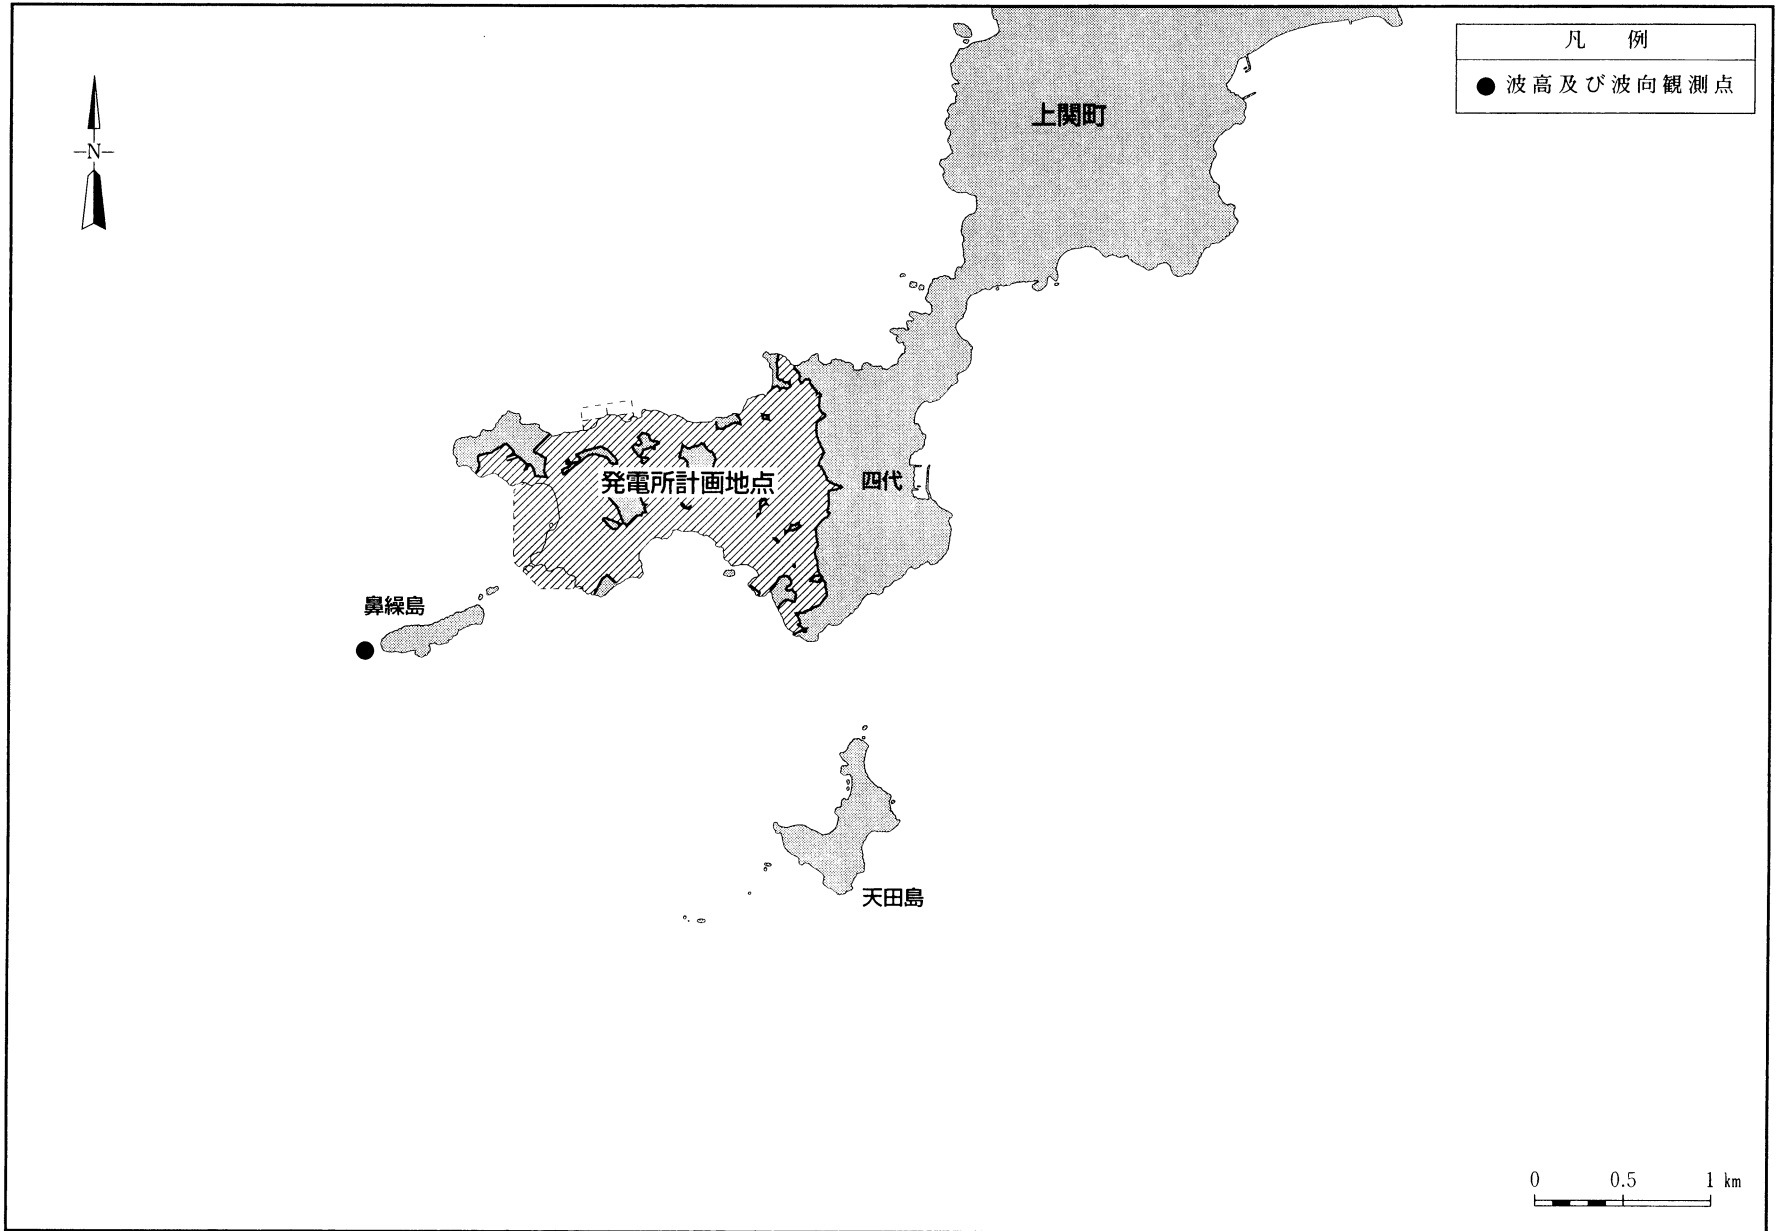 凡 例
● 波高及び波向観測点
N
上関町
発電所計画地点
四代
鼻繰島
天田島
0 0.5 1 km